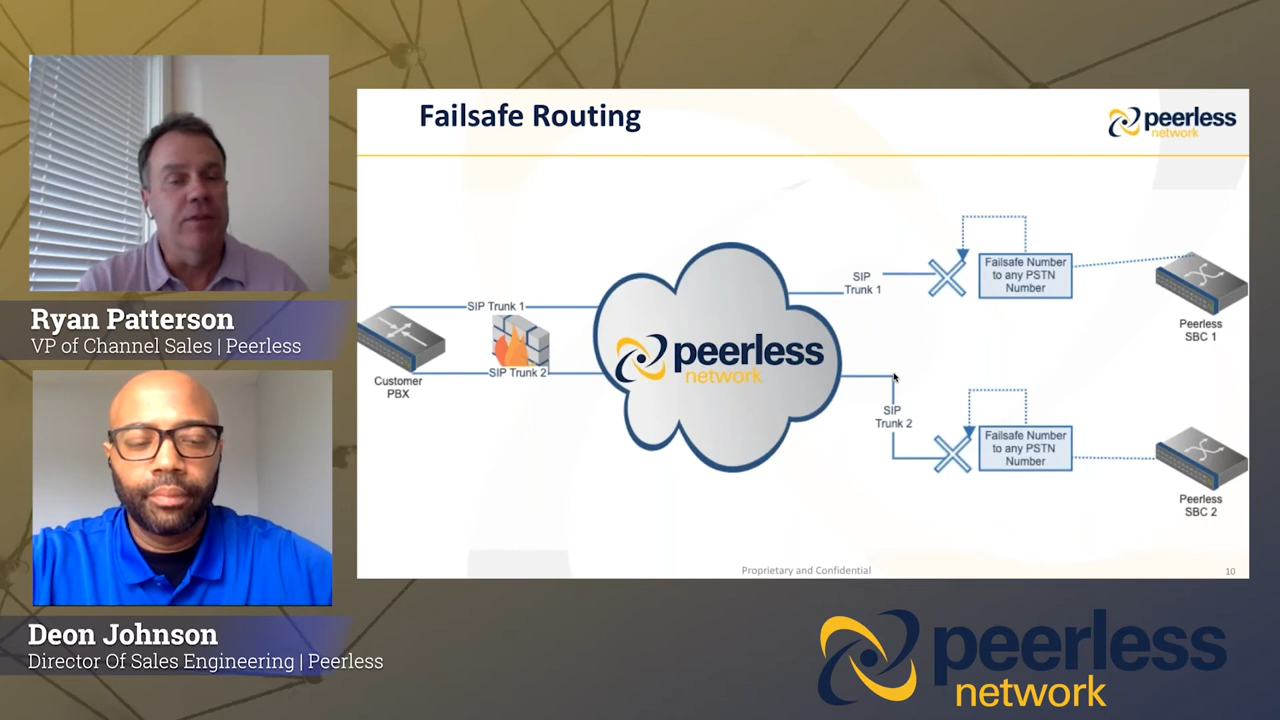 Ryan Patterson
VP of Channel Sales | Peerless
Deon Johnson
Director Of Sales Engineering | Peerless
Failsafe Routing
peerless
network
SIP Trunk 1
SIP Trunk 2
Customer
PBX
peerless
network
SIP
Trunk 1
Failsafe Number
to any PSTN
Number
Peerless
SBC 1
SIP
Trunk 2
Failsafe Number
to any PSTN
Number
Peerless
SBC 2
Proprietary and Confidential
10
peerless
network